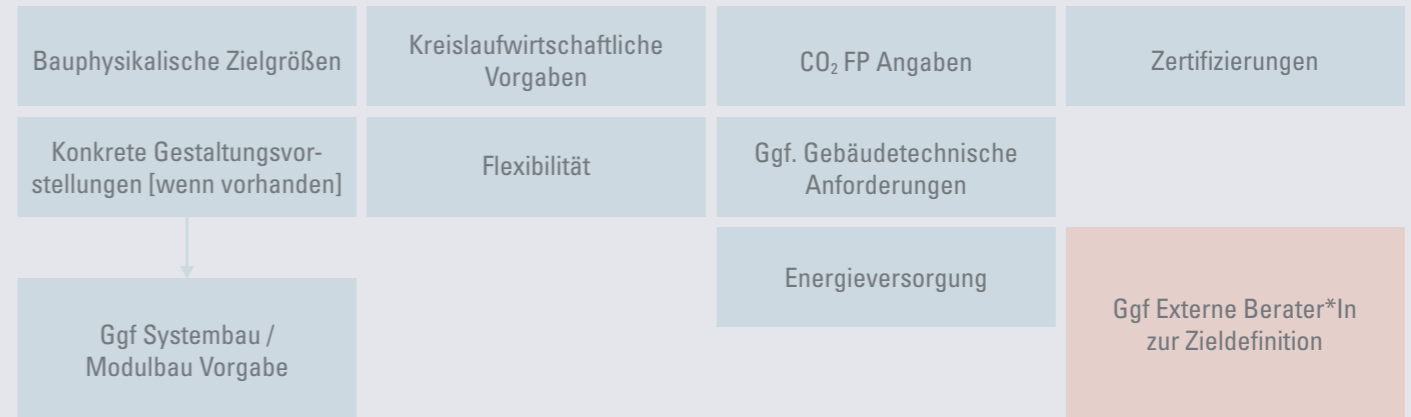 Bauphysikalische Zielgrößen
Kreislaufwirtschaftliche
Vorgaben
CO₂ FP Angaben
Zertifizierungen
Konkrete Gestaltungsvor-
stellungen [wenn vorhanden]
Flexibilität
Ggf. Gebäudetechnische
Anforderungen
Energieversorgung
Ggf Systembau /
Modulbau Vorgabe
Ggf Externe Berater*In
zur Zieldefinition